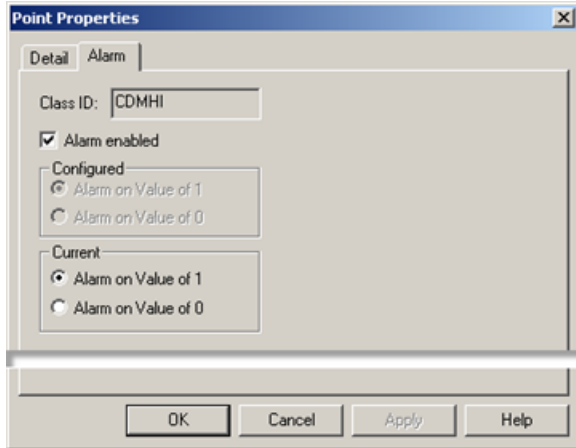 Point Properties
Detail Alarm
Class ID: CDMHI
Alarm enabled
Configured
Alarm on Value of 1
Alarm on Value of 0
Current
Alarm on Value of 1
Alarm on Value of 0
OK Cancel Apply Help